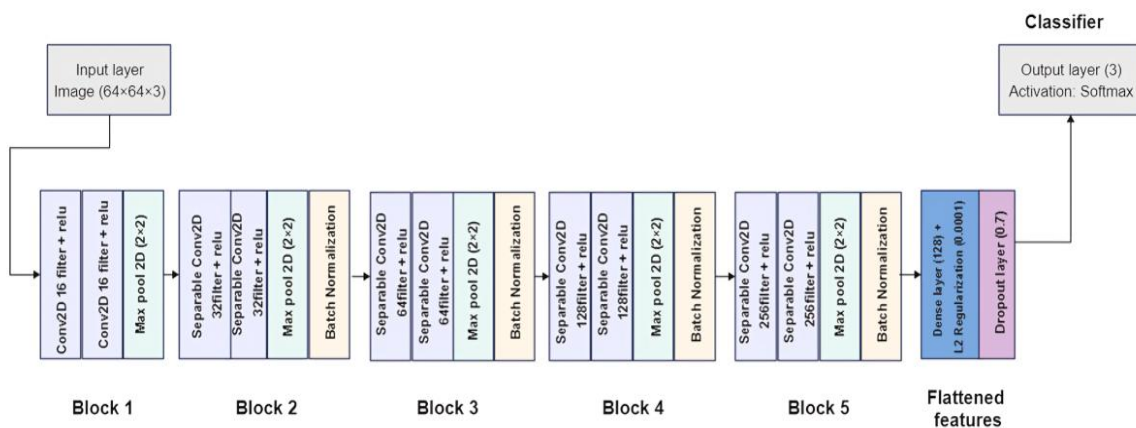 Classifier
Input layer
Image (64×64×3)
Output layer (3)
Activation: Softmax
Conv2D 16 filter + relu
Conv2D 16 filter + relu
Max pool 2D (2×2)
Separable Conv2D
32filter + relu
Separable Conv2D
32filter + relu
Max pool 2D (2×2)
Batch Normalization
Separable Conv2D
64filter + relu
Separable Conv2D
64filter + relu
Max pool 2D (2×2)
Batch Normalization
Separable Conv2D
128filter + relu
Separable Conv2D
128filter + relu
Max pool 2D (2×2)
Batch Normalization
Separable Conv2D
256filter + relu
Separable Conv2D
256filter + relu
Max pool 2D (2×2)
Batch Normalization
Dense layer (128) +
L2 Regularization (0.0001)
Dropout layer (0.7)
Block 1
Block 2
Block 3
Block 4
Block 5
Flattened
features